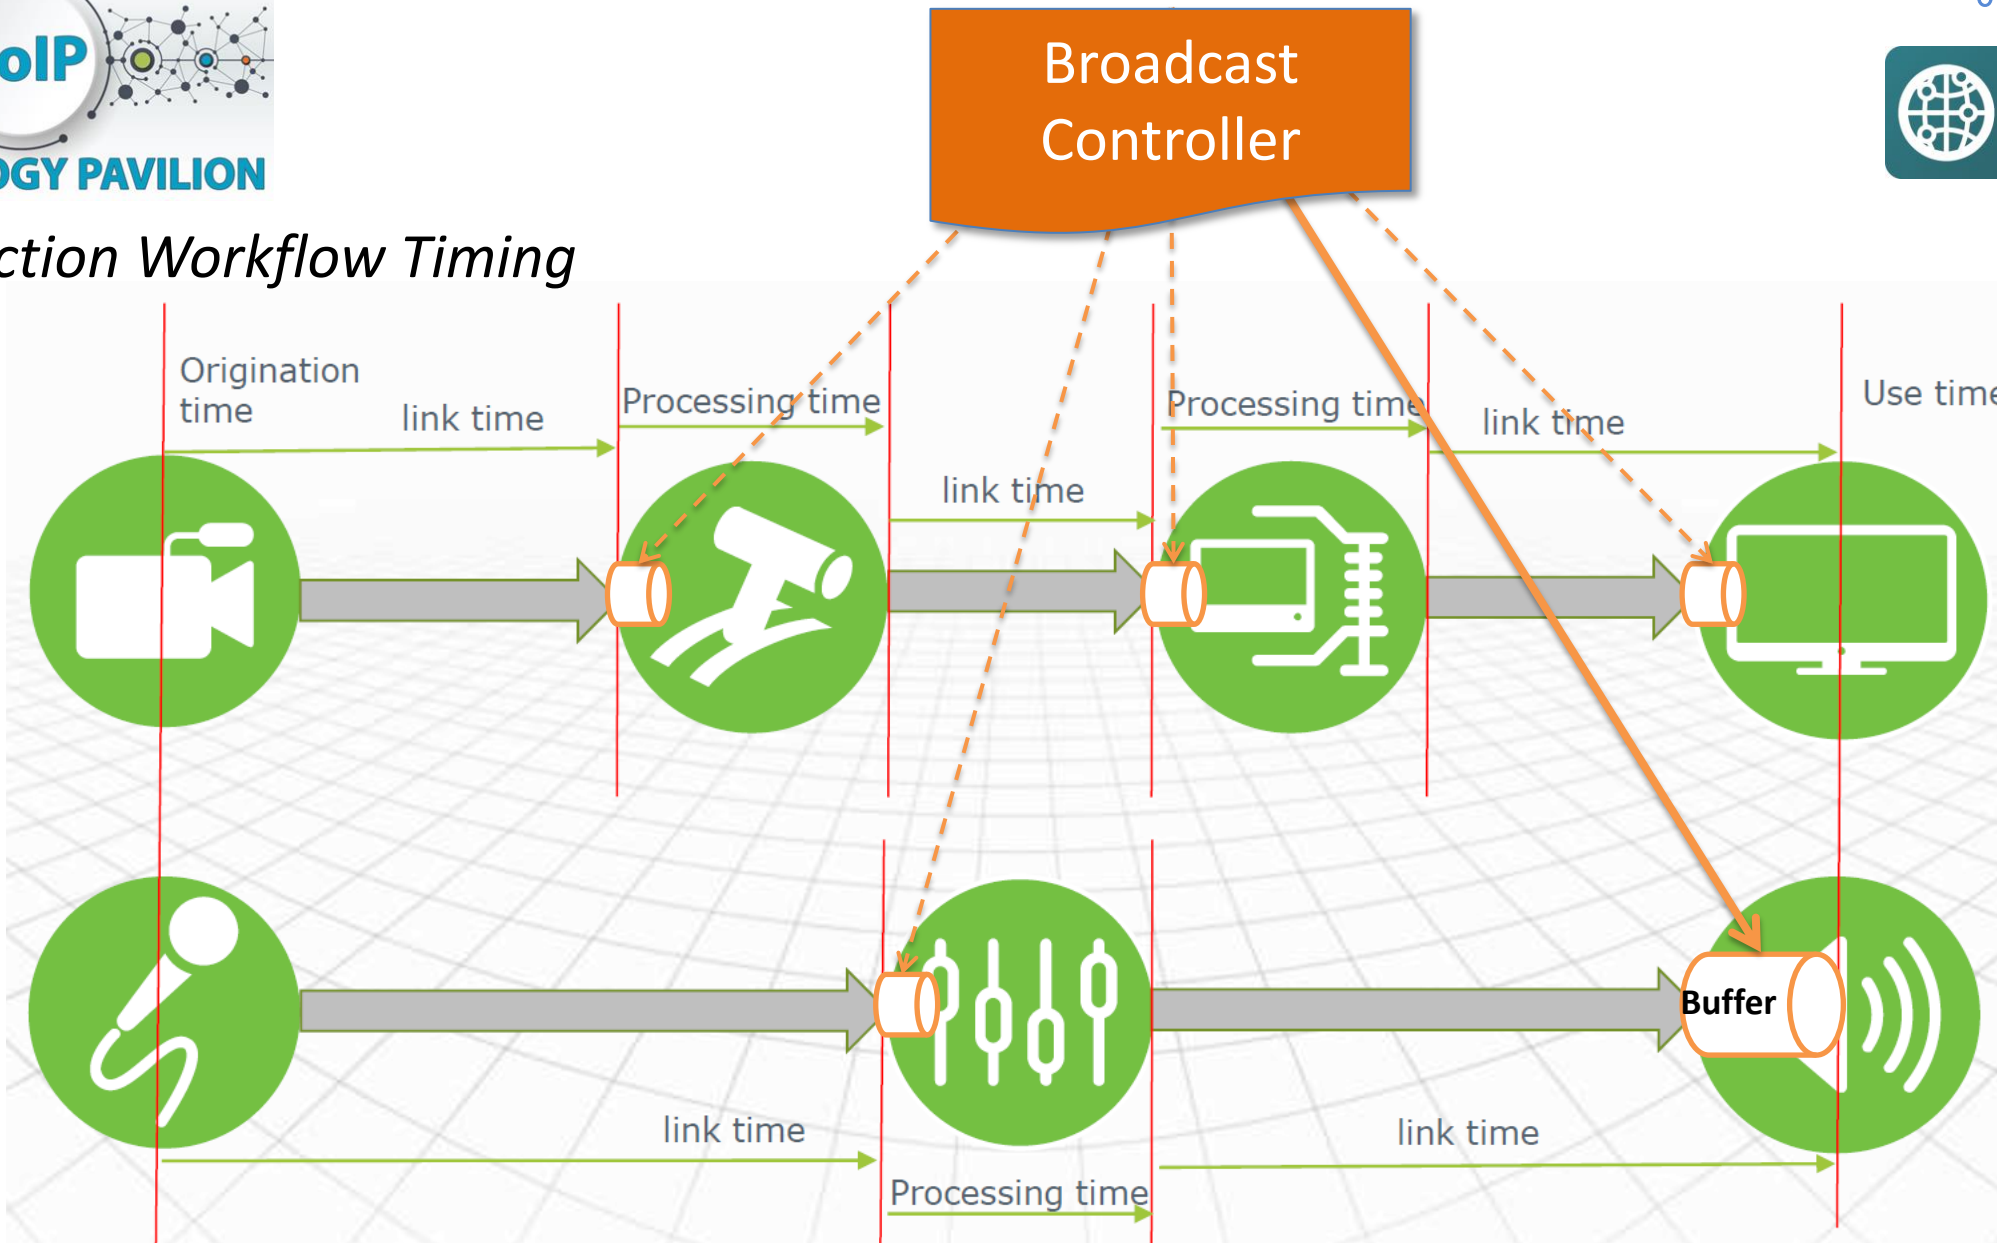 oIP
OGY PAVILION
Broadcast
Controller
ction Workflow Timing
Origination
time
link time
Processing time
link time
Processing time
link time
Use time
Buffer
link time
Processing time
link time